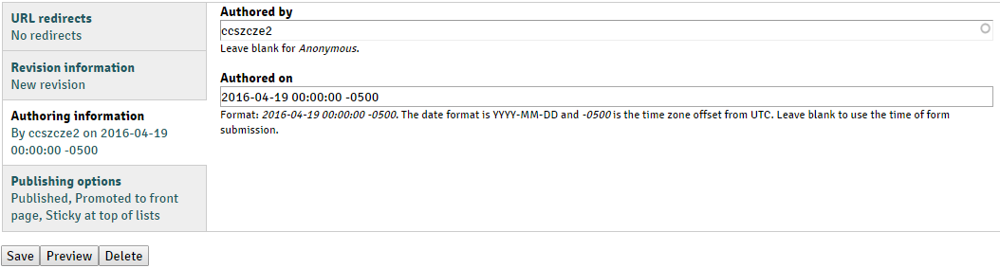 URL redirects
No redirects
Revision information
New revision
Authoring information
By ccszcze2 on 2016-04-19
00:00:00 -0500
Publishing options
Published, Promoted to front
page, Sticky at top of lists
Authored by
ccszcze2
Leave blank for Anonymous.
Authored on
2016-04-19 00:00:00 -0500
Format: 2016-04-19 00:00:00 -0500. The date format is YYYY-MM-DD and -0500 is the time zone offset from UTC. Leave blank to use the time of form
submission.
Save Preview Delete